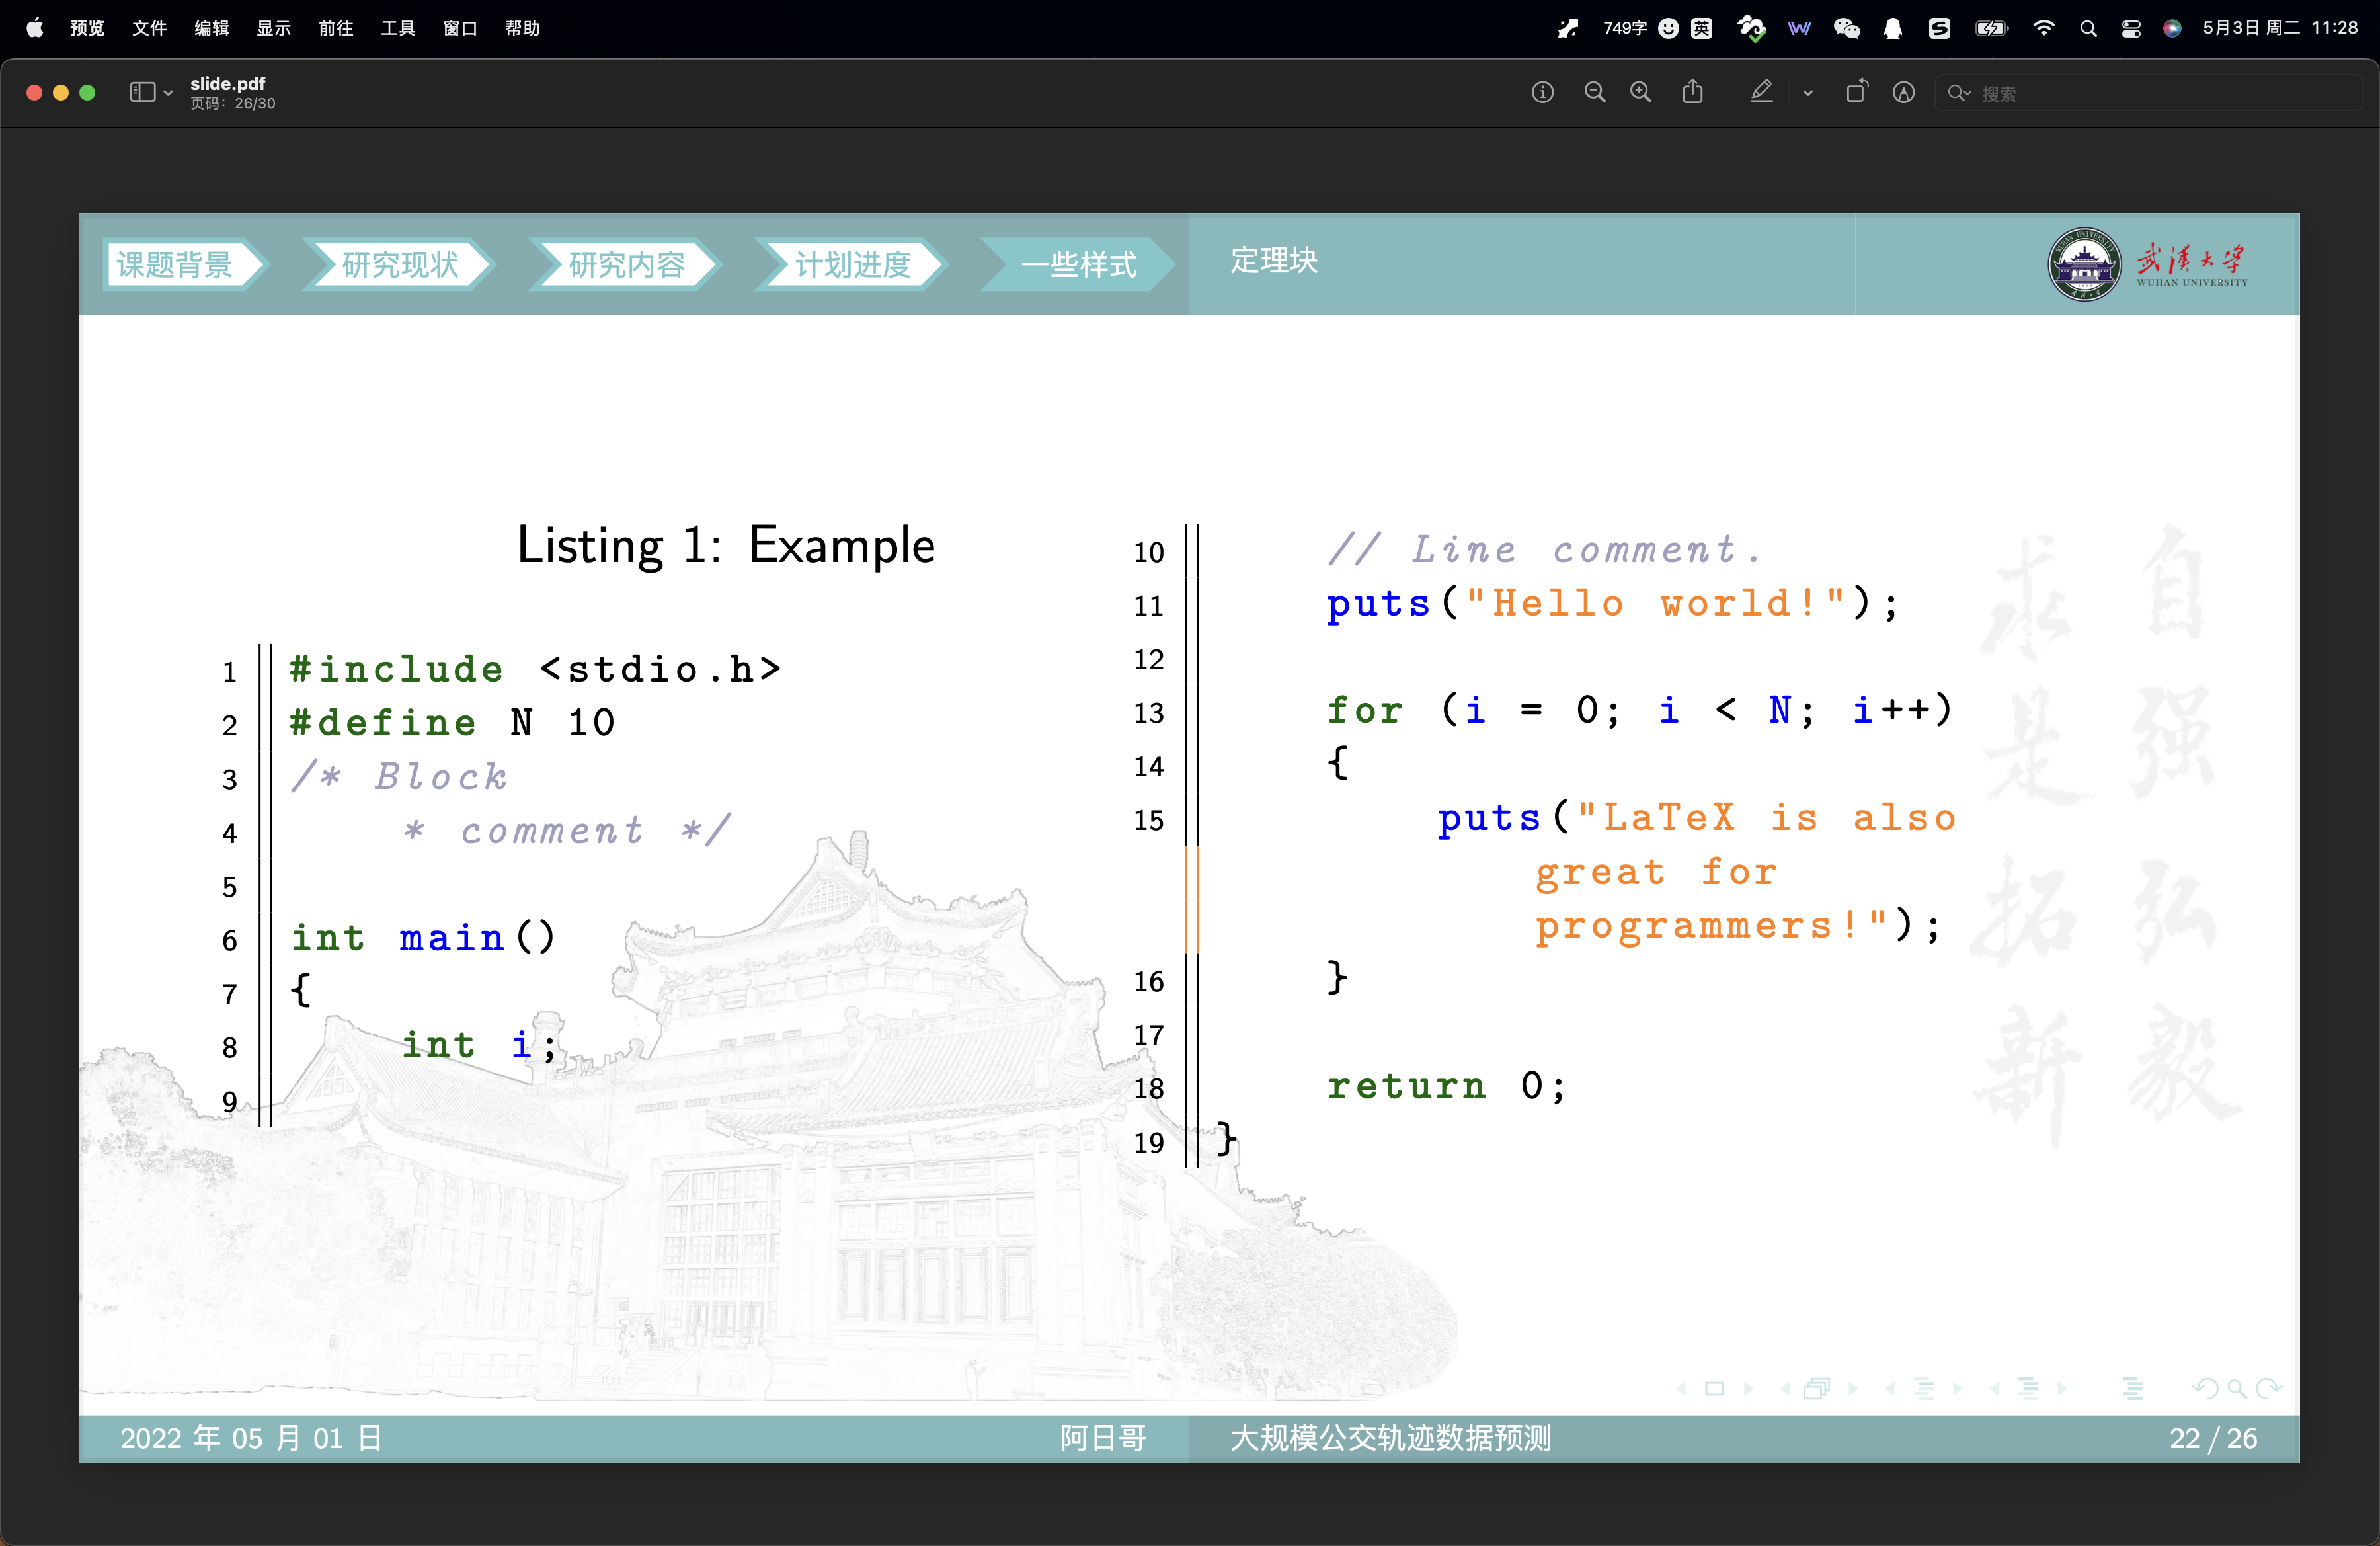 预览 文件 编辑 显示 前往 工具 窗口 帮助 749字 英 5月3日 周二 11:28
slide.pdf
页码：26/30
搜索
课题背景 研究现状 研究内容 计划进度 一些样式 定理块
武漢大学
WUHAN UNIVERSITY
Listing 1: Example
1 #include <stdio.h>
2 #define N 10
3 /* Block
4 * comment */
5
6 int main()
7 {
8 int i;
9
10 // Line comment.
11 puts("Hello world!");
12
13 for (i = 0; i < N; i++)
14 {
15 puts("LaTeX is also
great for
programmers!");
16 }
17
18 return 0;
19 }
自强
弘毅
求是
拓新
2022 年 05 月 01 日 阿日哥 大规模公交轨迹数据预测 22 / 26